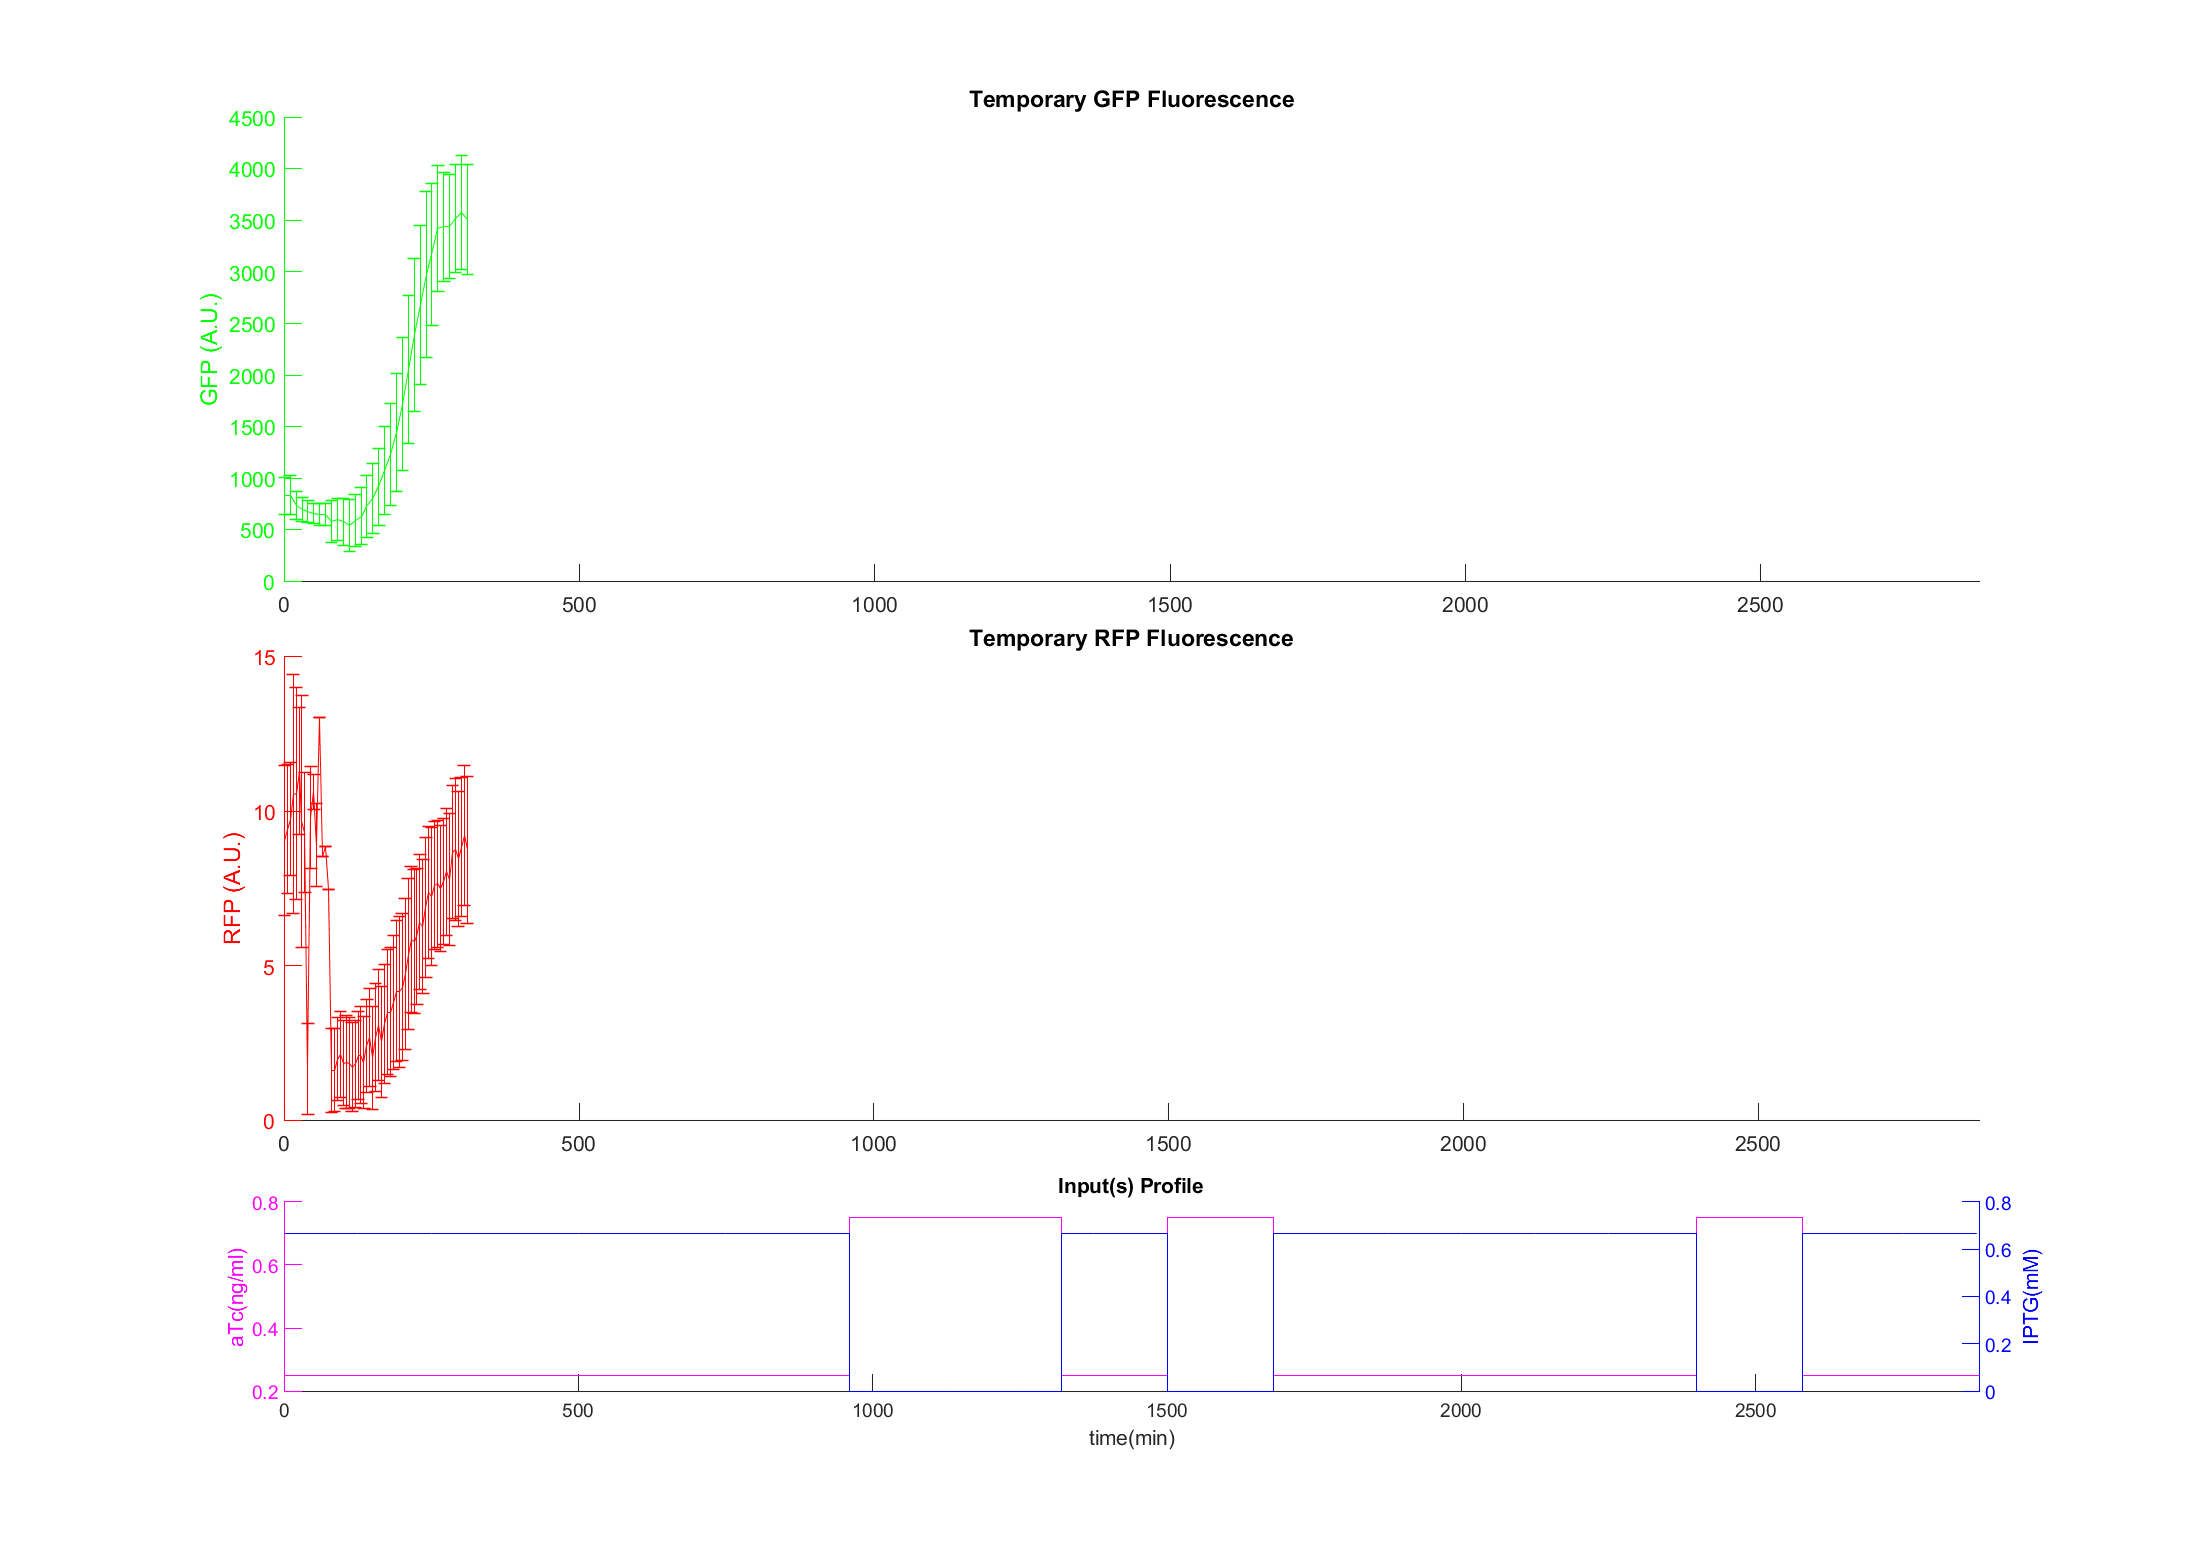 Temporary GFP Fluorescence
4500
4000
3500
3000
2500
2000
1500
1000
500
0
GFP (A.U.)
0 500 1000 1500 2000 2500
Temporary RFP Fluorescence
15
10
5
0
RFP (A.U.)
0 500 1000 1500 2000 2500
Input(s) Profile
0.8
0.6
0.4
0.2
aTc(ng/ml)
0.8
0.6
0.4
0.2
0
IPTG(mM)
0 500 1000 1500 2000 2500
time(min)